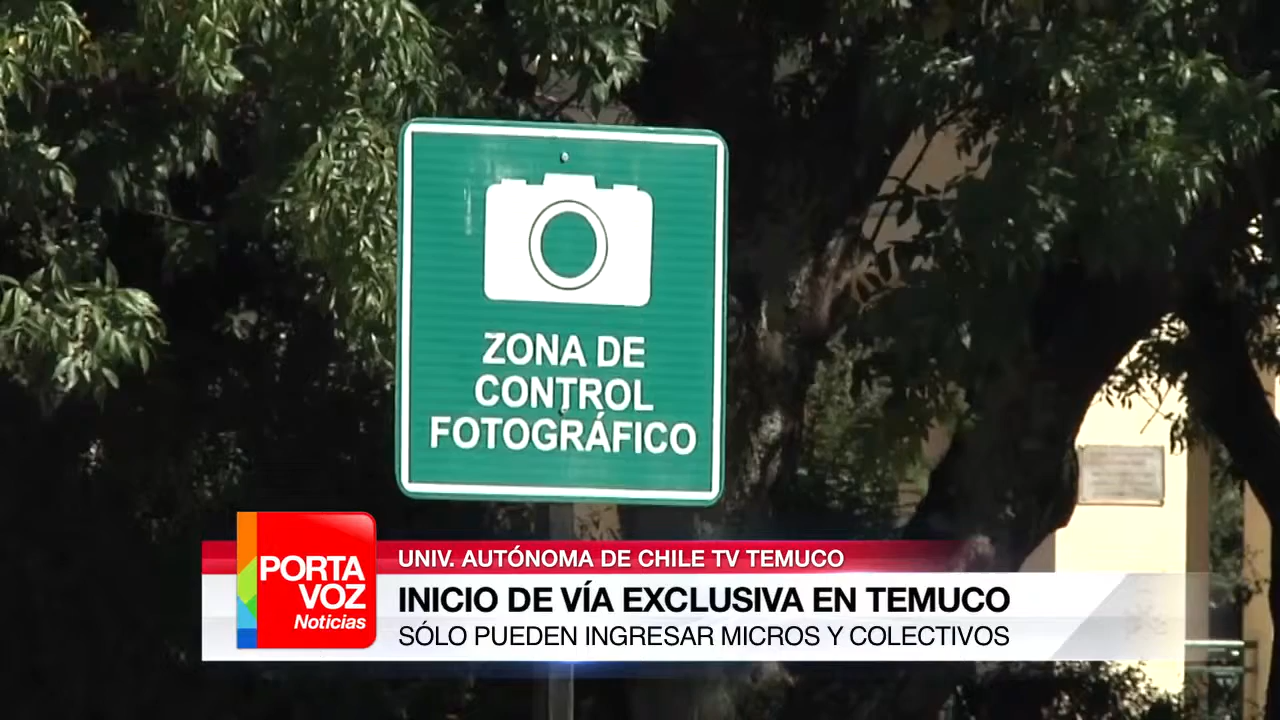 ZONA DE
CONTROL
FOTOGRÁFICO
PORTA
VOZ
Noticias
UNIV. AUTÓNOMA DE CHILE TV TEMUCO
INICIO DE VÍA EXCLUSIVA EN TEMUCO
SÓLO PUEDEN INGRESAR MICROS Y COLECTIVOS